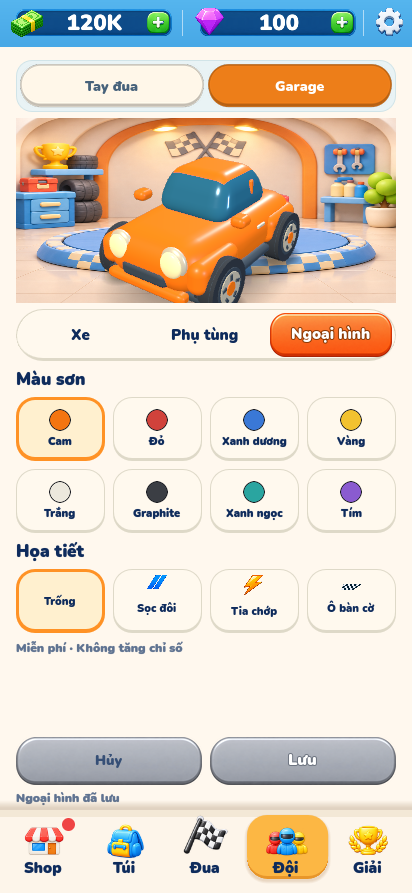 120K
100
Tay đua
Garage
Xe
Phụ tùng
Ngoại hình
Màu sơn
Cam
Đỏ
Xanh dương
Vàng
Trắng
Graphite
Xanh ngọc
Tím
Họa tiết
Trống
Sọc đôi
Tia chớp
Ô bàn cờ
Miễn phí · Không tăng chỉ số
Hủy
Lưu
Ngoại hình đã lưu
Shop
Túi
Đua
Đội
Giải